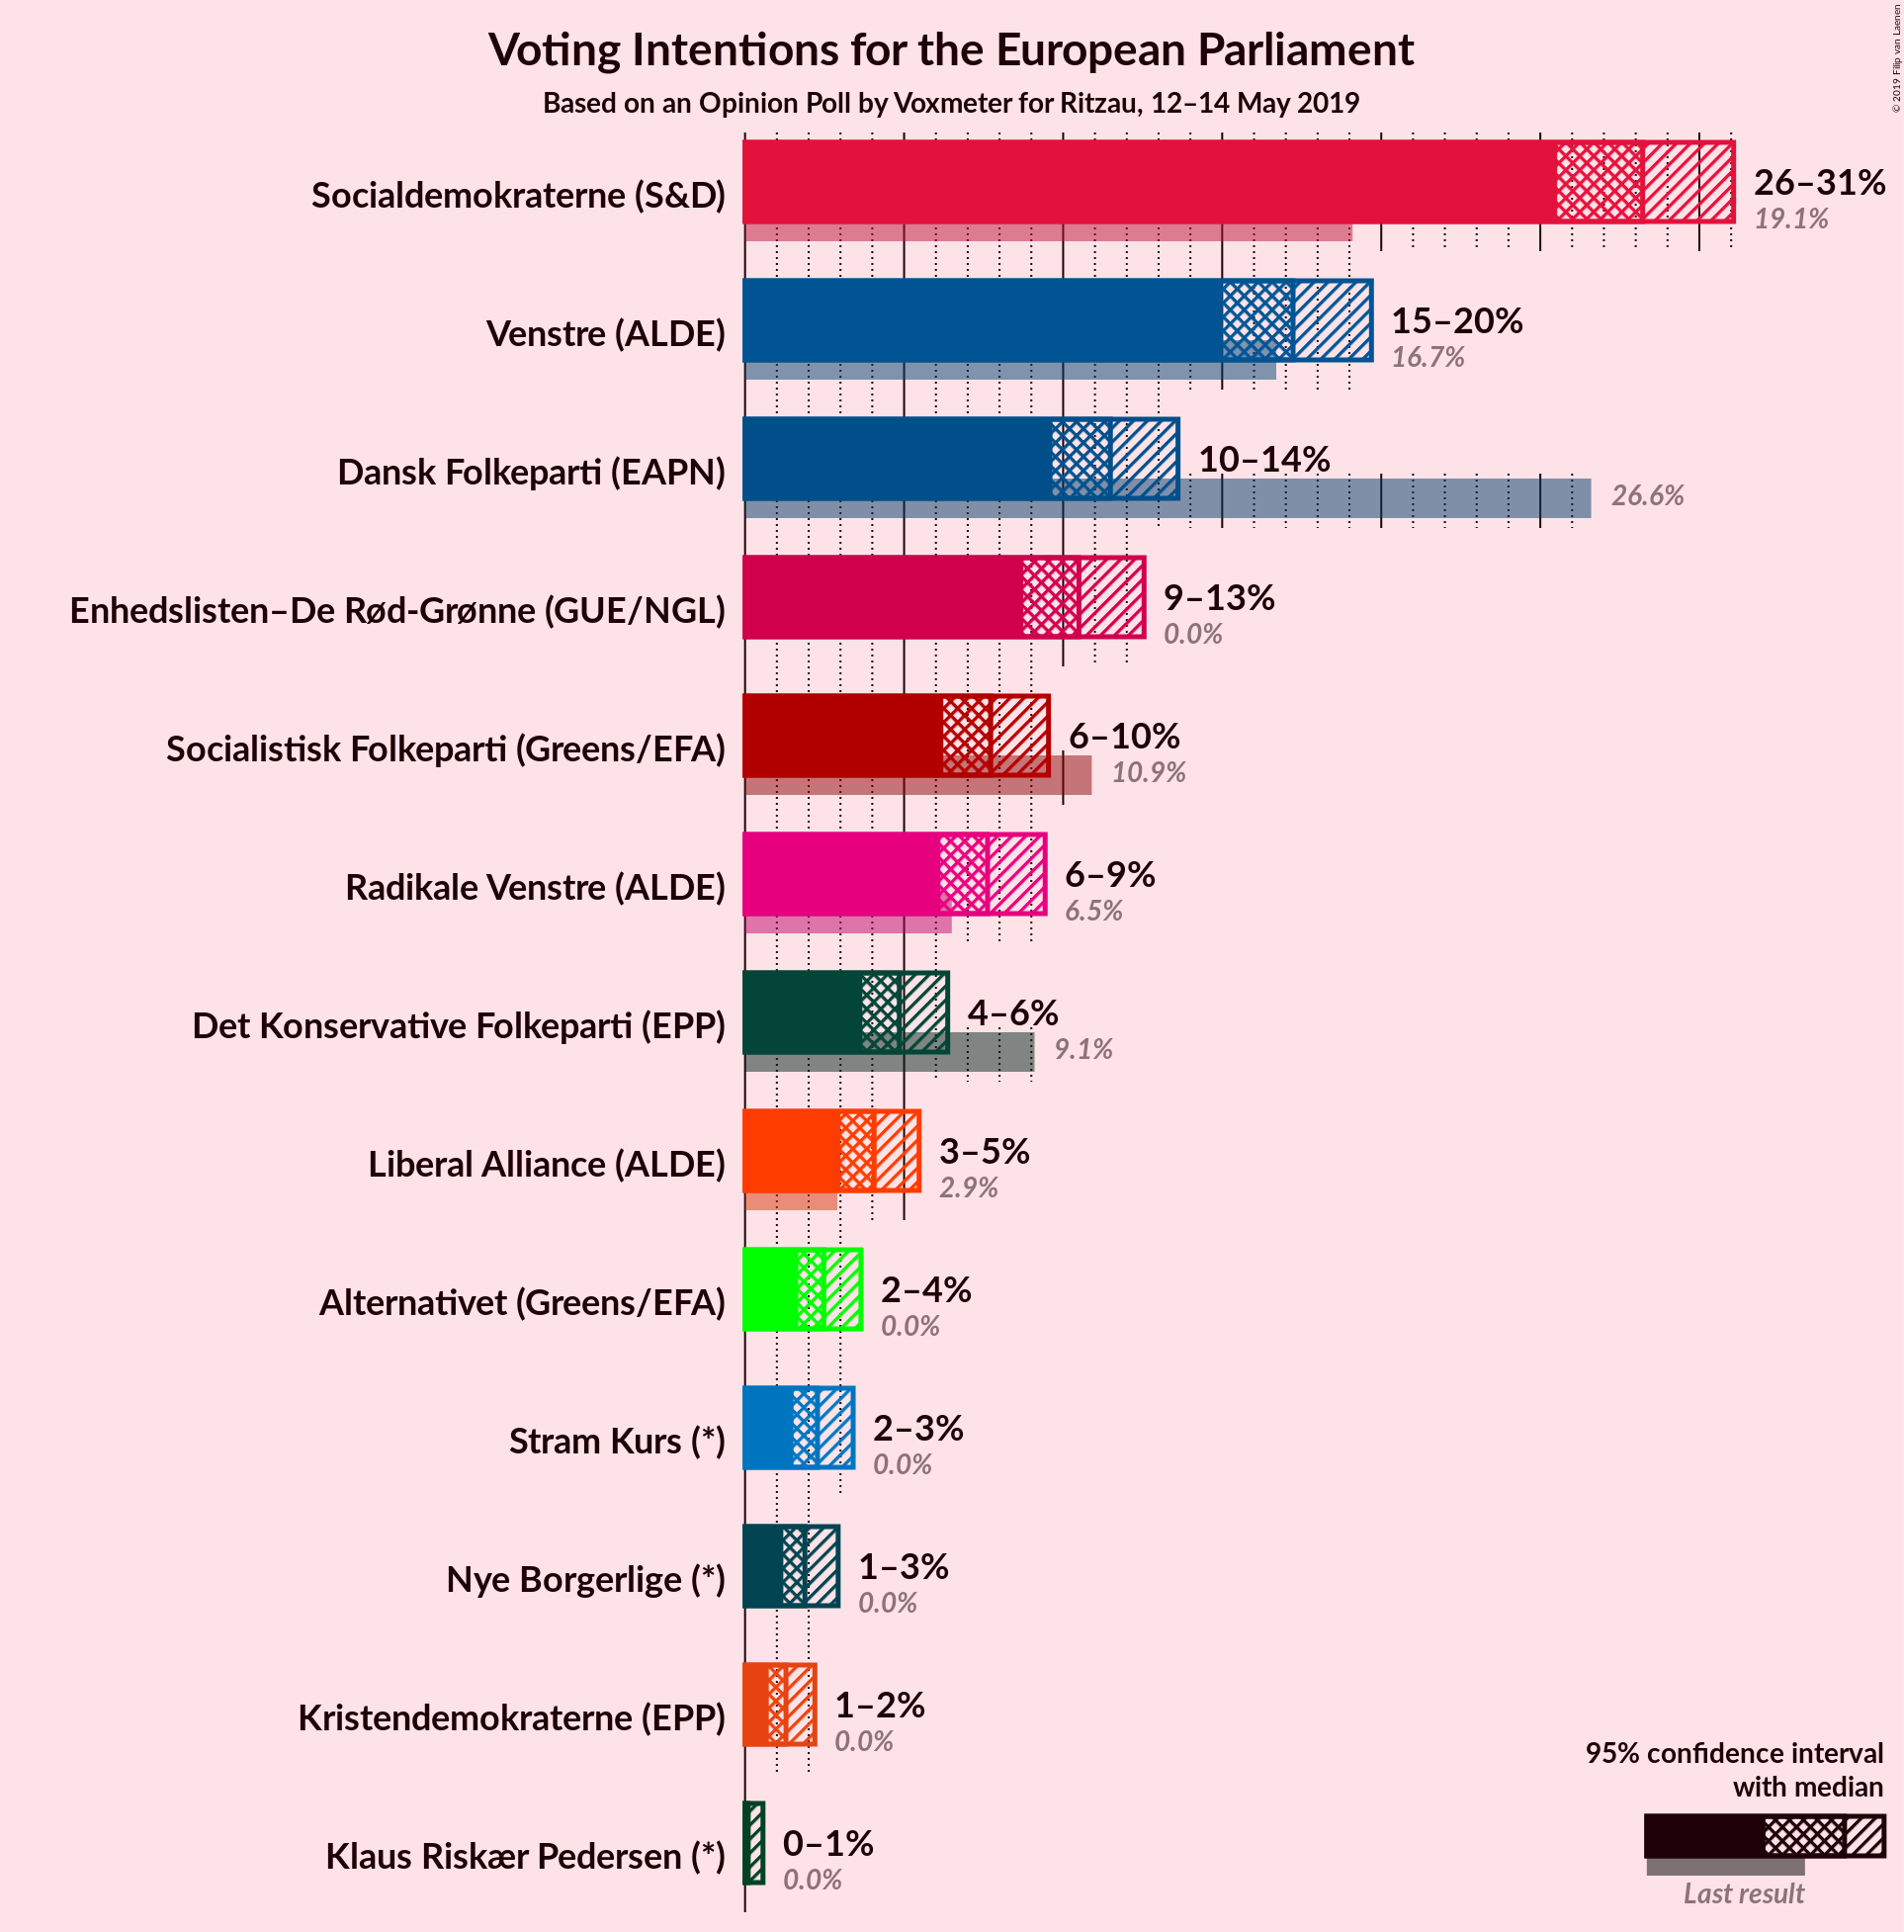 Voting Intentions for the European Parliament
Based on an Opinion Poll by Voxmeter for Ritzau, 12–14 May 2019
© 2019 Filip van Laenen
Socialdemokraterne (S&D)
26–31%
19.1%
Venstre (ALDE)
15–20%
16.7%
Dansk Folkeparti (EAPN)
10–14%
26.6%
Enhedslisten–De Rød-Grønne (GUE/NGL)
9–13%
0.0%
Socialistisk Folkeparti (Greens/EFA)
6–10%
10.9%
Radikale Venstre (ALDE)
6–9%
6.5%
Det Konservative Folkeparti (EPP)
4–6%
9.1%
Liberal Alliance (ALDE)
3–5%
2.9%
Alternativet (Greens/EFA)
2–4%
0.0%
Stram Kurs (*)
2–3%
0.0%
Nye Borgerlige (*)
1–3%
0.0%
Kristendemokraterne (EPP)
1–2%
0.0%
Klaus Riskær Pedersen (*)
0–1%
0.0%
95% confidence interval
with median
Last result